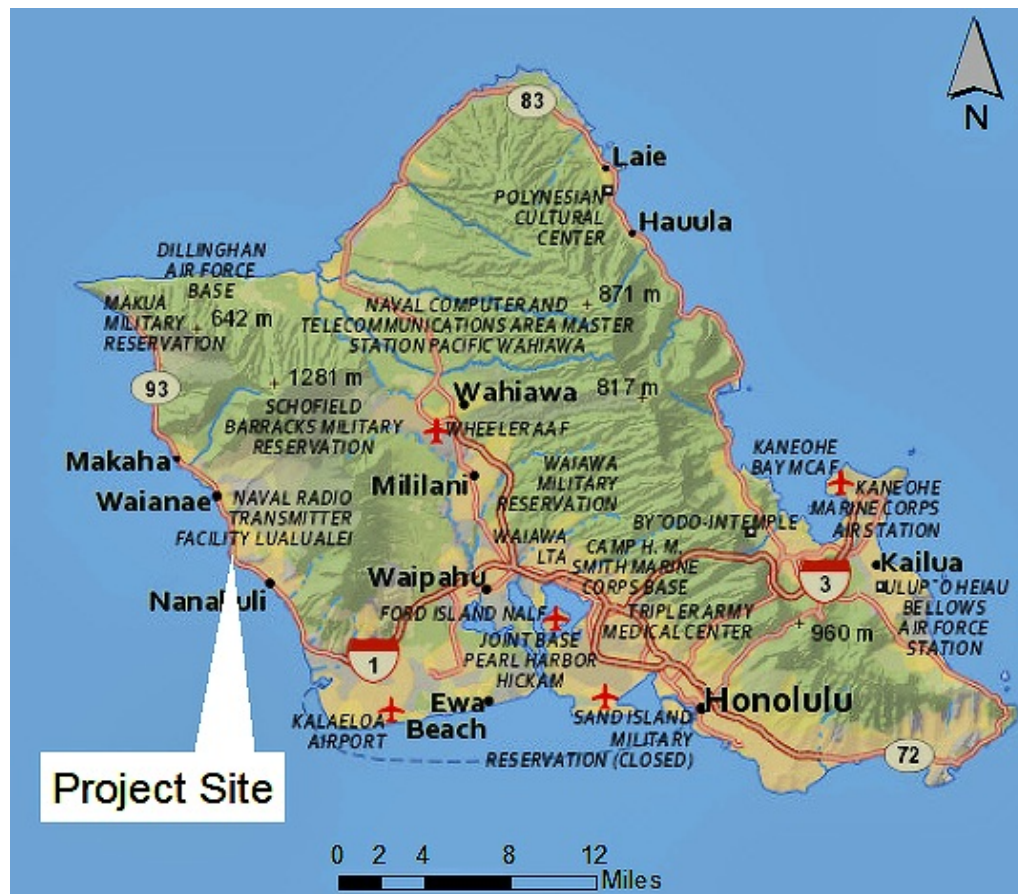 N
83
Laie
POLYNESIAN
CULTURAL
CENTER
Hauula
DILLINGHAN
AIR FORCE
BASE
MAKUA
MILITARY
RESERVATION
642 m
871 m
NAVAL COMPUTER AND
TELECOMMUNICATIONS AREA MASTER
STATION PACIFIC WAHIAWA
93
1281 m
Wahiawa
817 m
SCHOFIELD
BARRACKS MILITARY
RESERVATION
WHEELER AAF
Makaha
Waianae
NAVAL RADIO
TRANSMITTER
FACILITY LUALUALEI
Mililani
WAIAWA
MILITARY
RESERVATION
KANEOHE
BAY MCAF
KANEOHE
MARINE CORPS
AIR STATION
BYODO-IN TEMPLE
WAIAWA
LTA
CAMP H. M.
SMITH MARINE
CORPS BASE
3
Kailua
Nanakuli
Waipahu
BELLOWS
AIR FORCE
STATION
FORD ISLAND NALF
TRIPLER ARMY
MEDICAL CENTER
960 m
JOINT BASE
PEARL HARBOR
HICKAM
1
Ewa
Beach
KALAELOA
AIRPORT
Honolulu
SAND ISLAND
MILITARY
RESERVATION (CLOSED)
72
Project Site
0 2 4 8 12
Miles